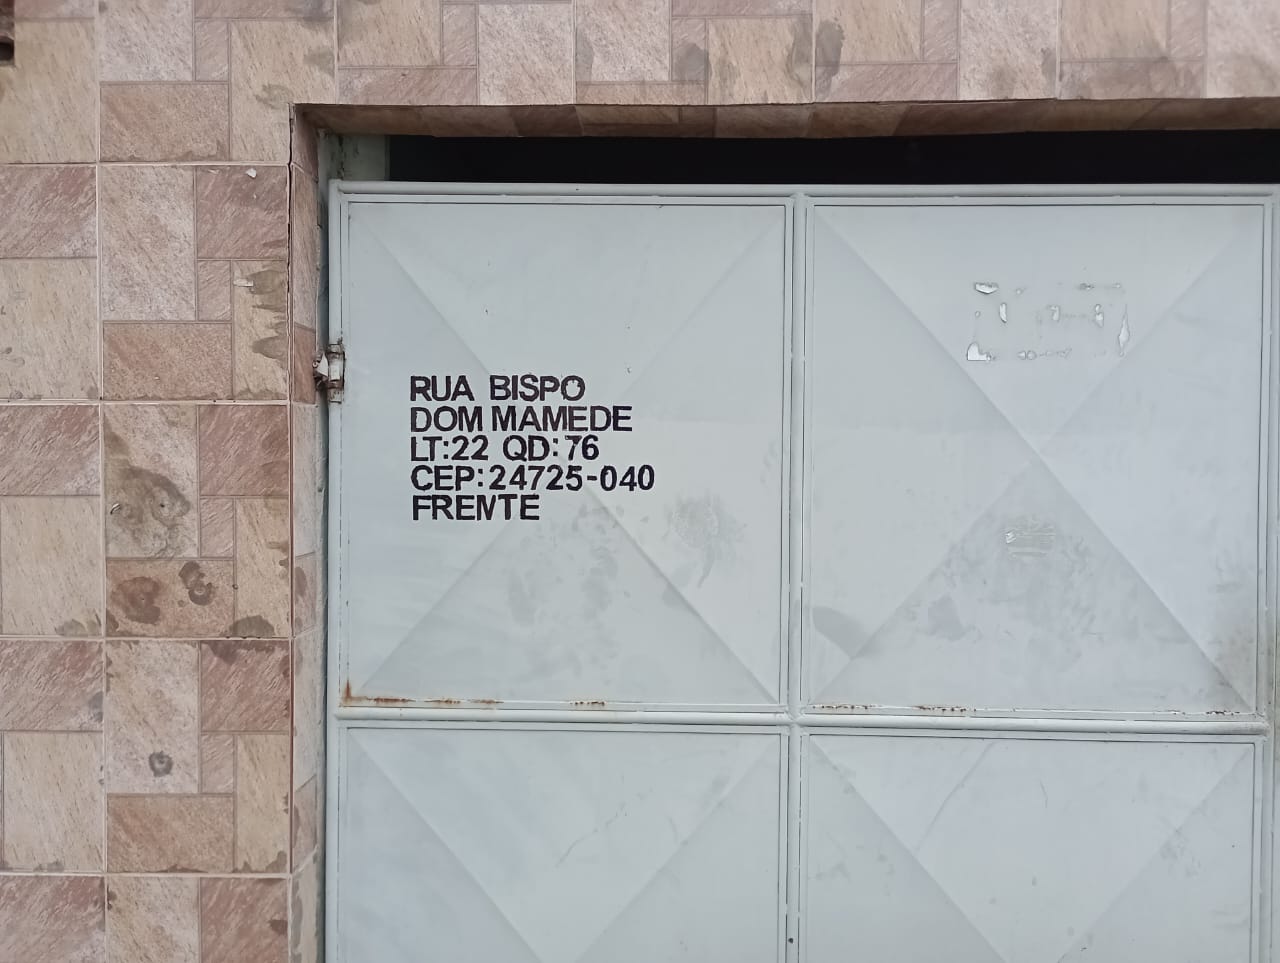 RUA BISPO
DOM MAMEDE
LT:22 QD:76
CEP:24725-040
FRENTE